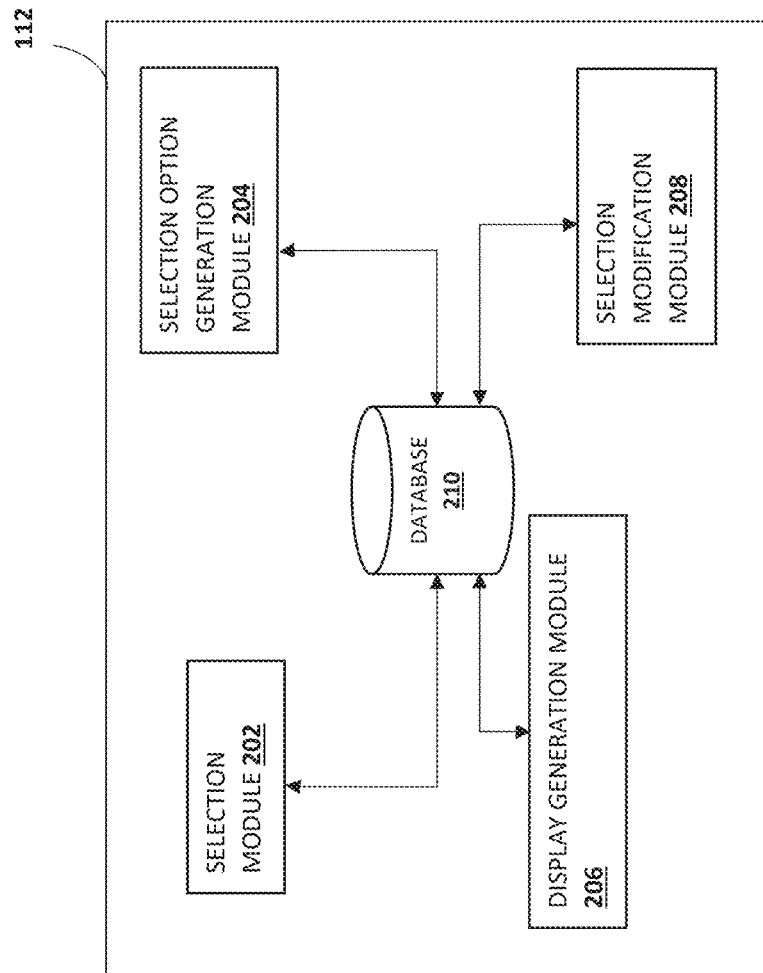 112
SELECTION
MODULE 202
SELECTION OPTION
GENERATION
MODULE 204
DATABASE
210
DISPLAY GENERATION MODULE
206
SELECTION
MODIFICATION
MODULE 208